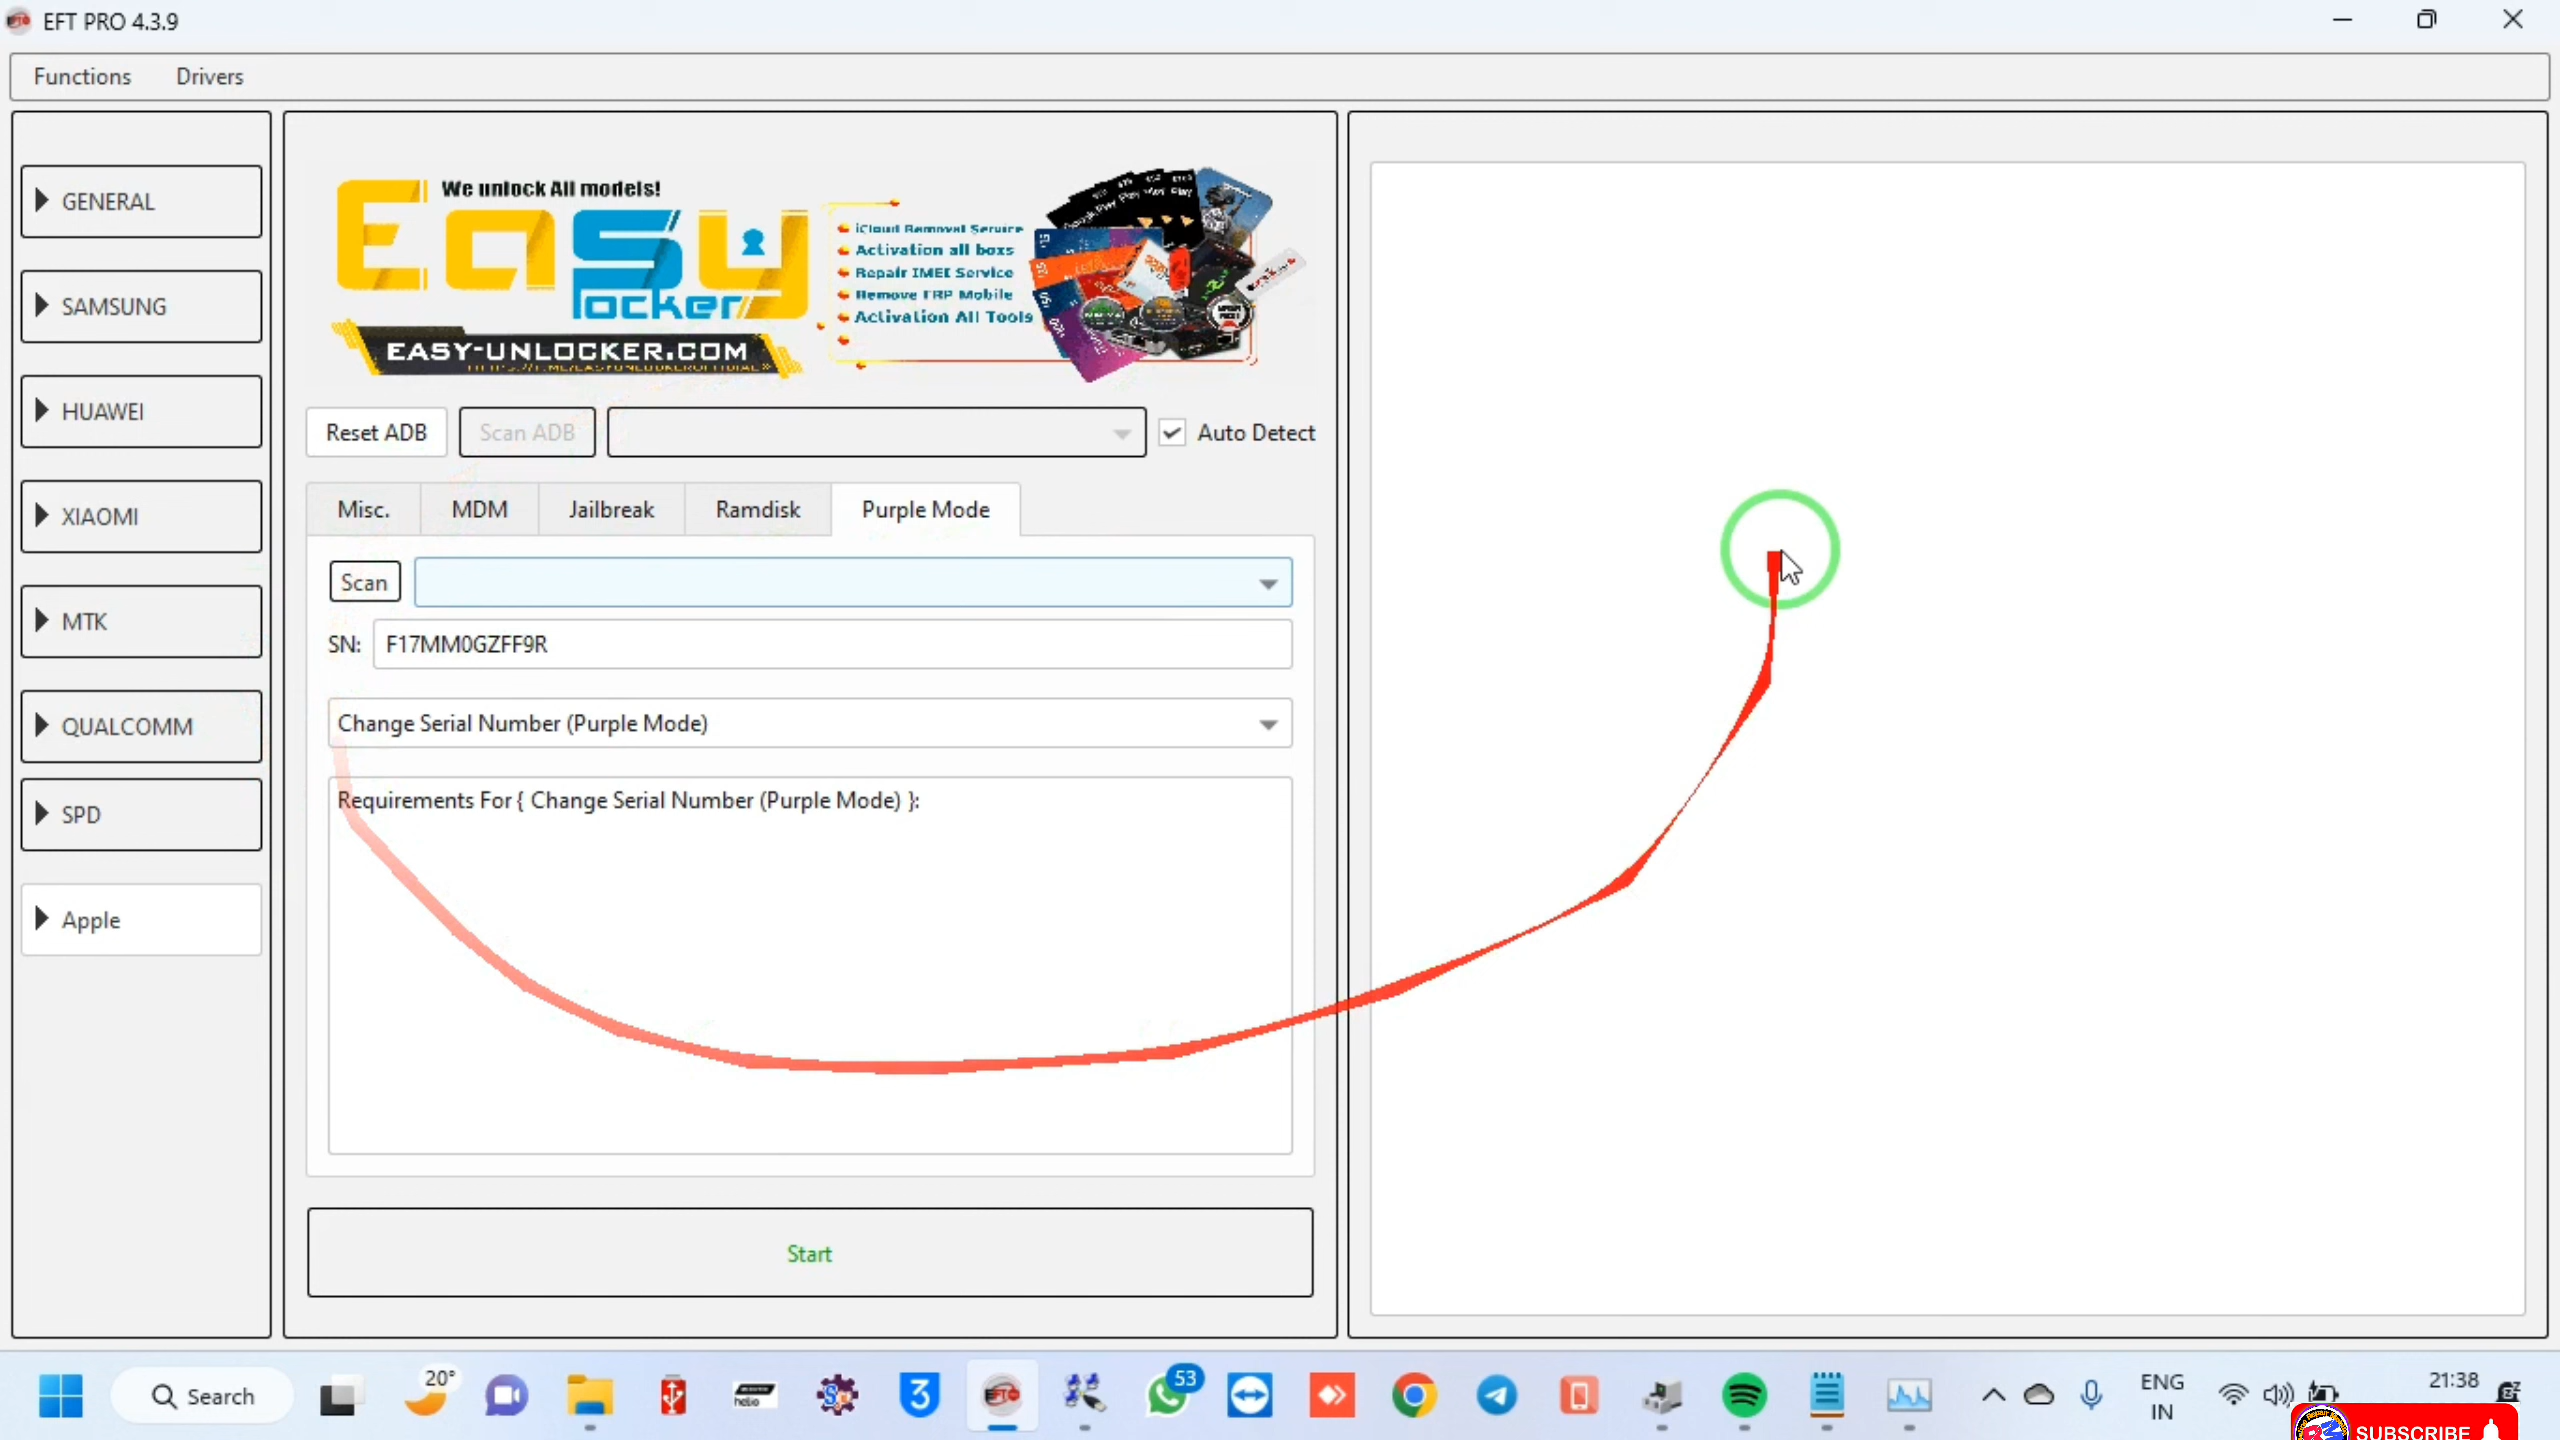 EFT PRO 4.3.9
Functions Drivers
GENERAL
SAMSUNG
HUAWEI
XIAOMI
MTK
QUALCOMM
SPD
Apple
We unlock All models!
Easy
locker
EASY-UNLOCKER.COM
iCloud Removal Service
Activation all boxs
Repair IMEI Service
Remove FRP Mobile
Activation All Tools
Reset ADB Scan ADB Auto Detect
Misc. MDM Jailbreak Ramdisk Purple Mode
Scan
SN: F17MM0GZFF9R
Change Serial Number (Purple Mode)
Requirements For { Change Serial Number (Purple Mode) }:
Start
Search
20°
helio
3
EFT
53
ENG
IN
21:38
SUBSCRIBE